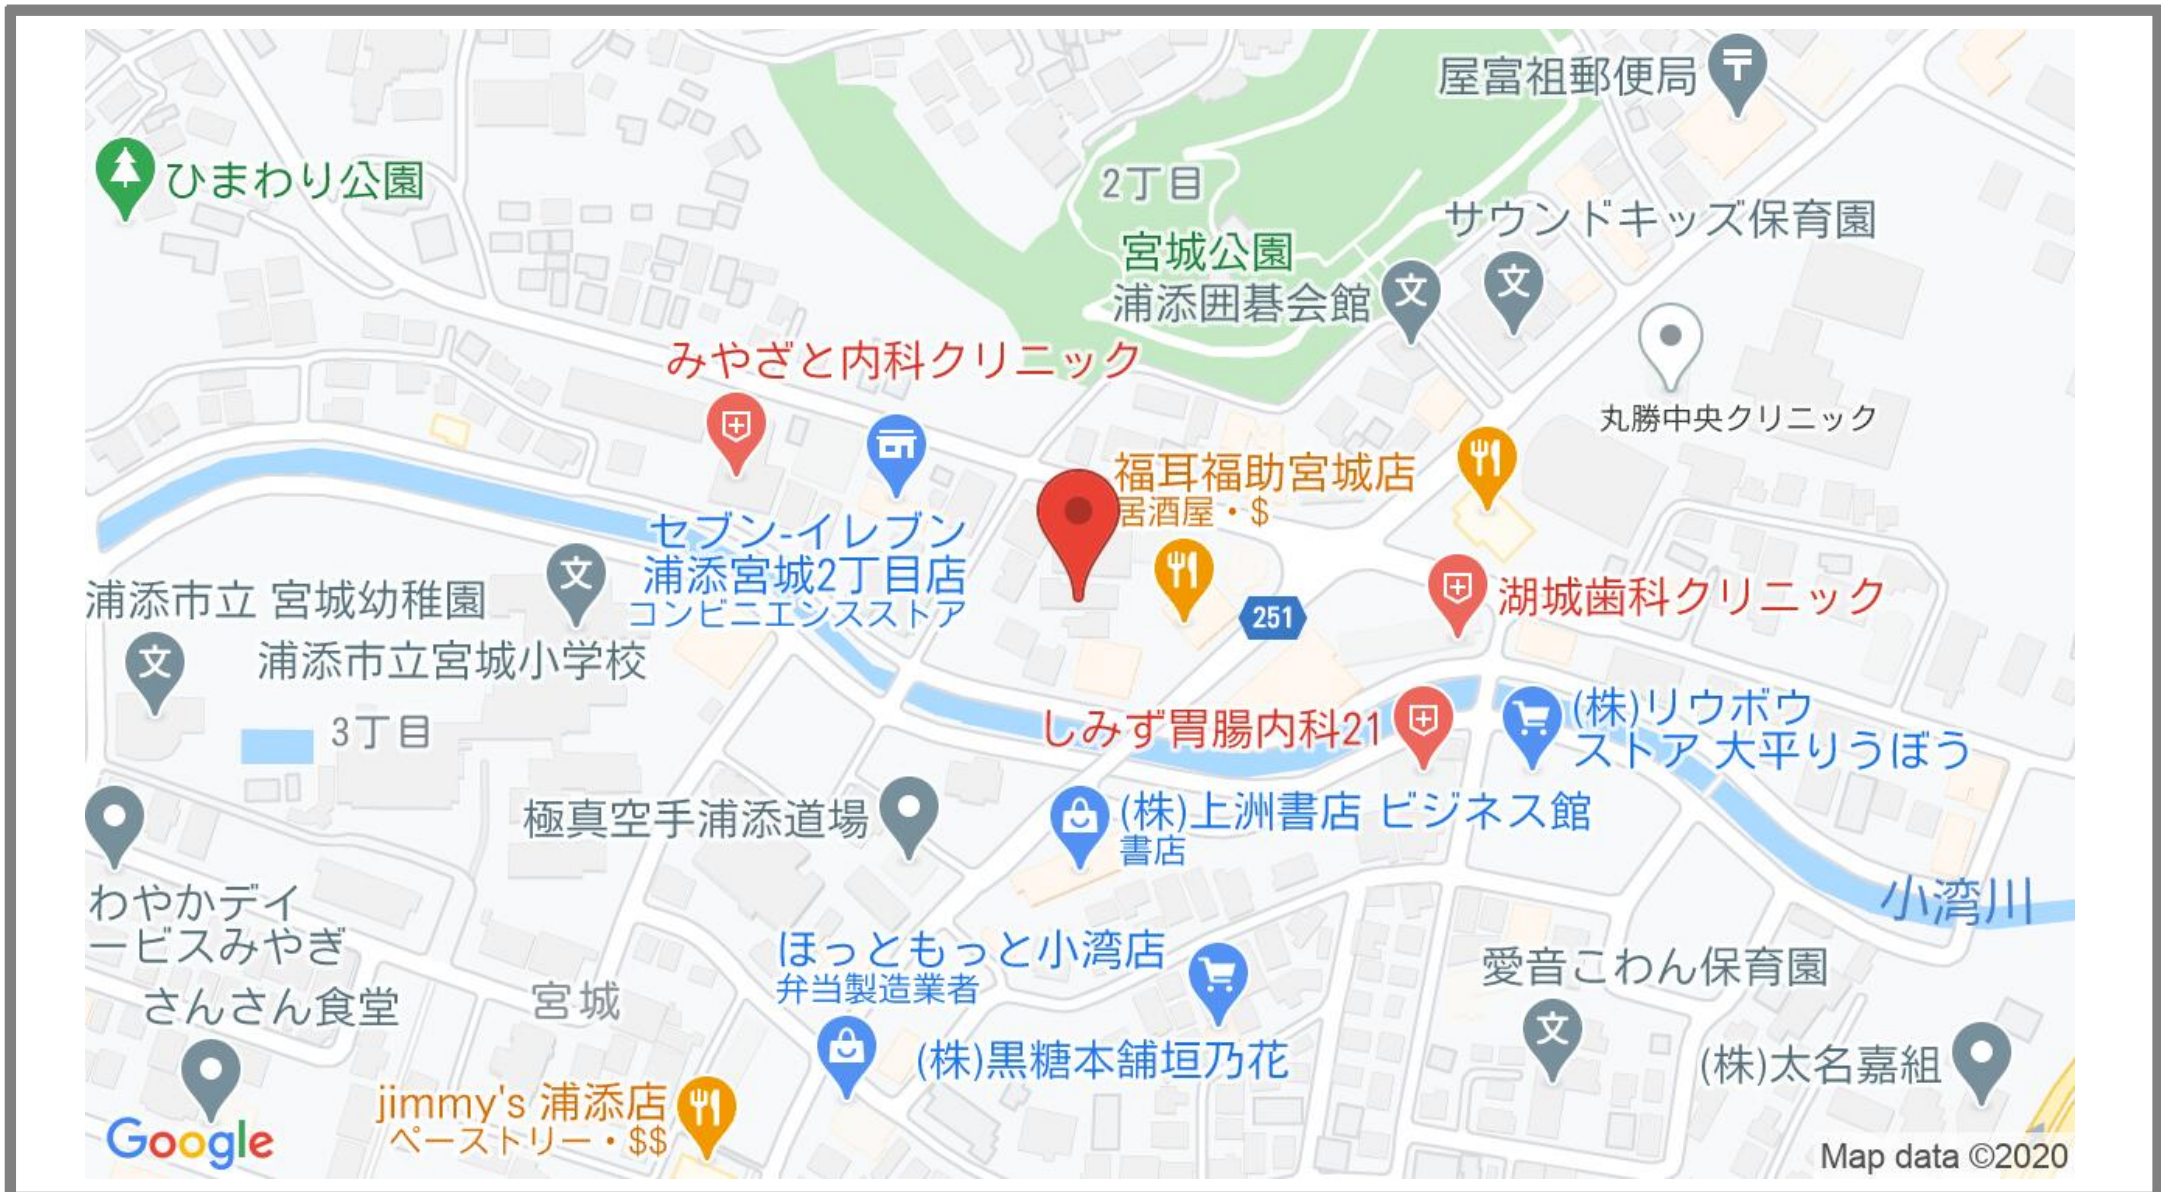 屋富祖郵便局
ひまわり公園
2丁目
サウンドキッズ保育園
宮城公園
浦添囲碁会館
みやざと内科クリニック
丸勝中央クリニック
福耳福助宮城店
居酒屋・$
セブン-イレブン
浦添宮城2丁目店
コンビニエンスストア
浦添市立 宮城幼稚園
251
湖城歯科クリニック
浦添市立宮城小学校
3丁目
しみず胃腸内科21
(株)リウボウ
ストア 大平りうぼう
極真空手浦添道場
(株)上洲書店 ビジネス館
書店
わやかデイ
ービスみやぎ
小湾川
ほっともっと小湾店
弁当製造業者
愛音こわん保育園
さんさん食堂
宮城
(株)黒糖本舗垣乃花
(株)太名嘉組
jimmy's 浦添店
ペーストリー・$$
Google
Map data ©2020